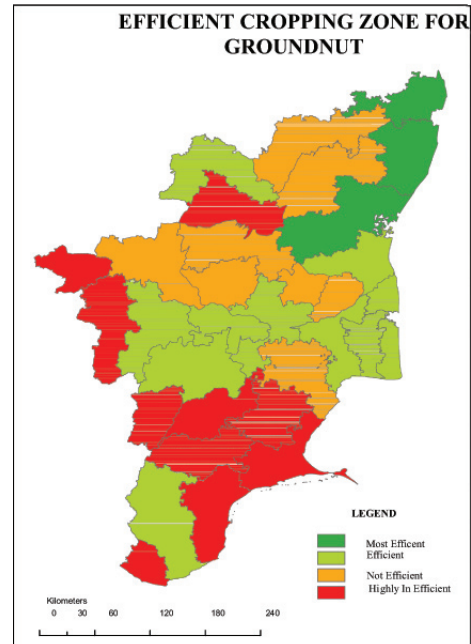 EFFICIENT CROPPING ZONE FOR
GROUNDNUT
LEGEND
Most Efficent
Efficient
Not Efficient
Highly In Efficient
Kilometers
0 30 60 120 180 240